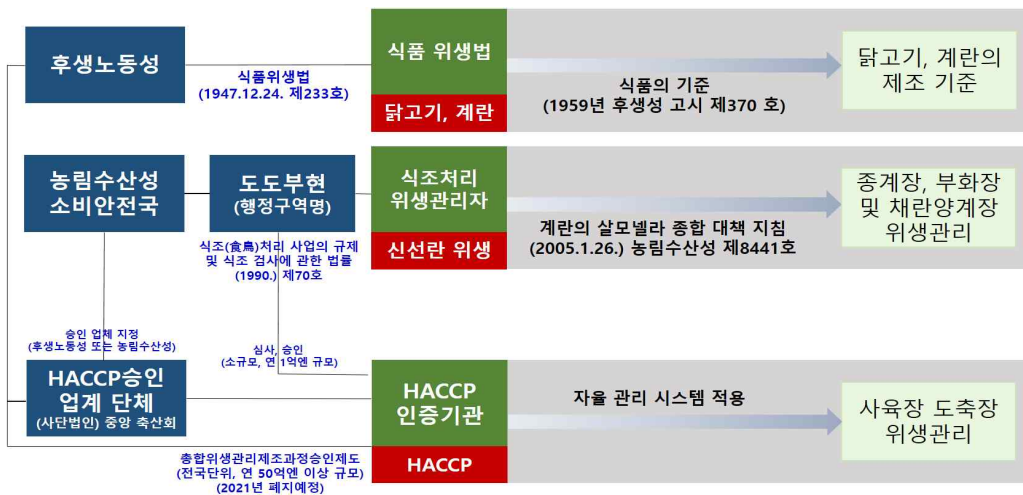 후생노동성
식품위생법
(1947.12.24. 제233호)
식품 위생법
닭고기, 계란
식품의 기준
(1959년 후생성 고시 제370 호)
닭고기, 계란의
제조 기준
농림수산성
소비안전국
도도부현
(행정구역명)
식조(食鳥)처리 사업의 규제
및 식조 검사에 관한 법률
(1990.) 제70호
식조처리
위생관리자
신선란 위생
계란의 살모넬라 종합 대책 지침
(2005.1.26.) 농림수산성 제8441호
종계장, 부화장
및 채란양계장
위생관리
승인 업체 지정
(후생노동성 또는 농림수산성)
심사, 승인
(소규모, 연 1억엔 규모)
HACCP승인
업계 단체
(사단법인) 중앙 축산회
총합위생관리제조과정승인제도
(전국단위, 연 50억엔 이상 규모)
(2021년 폐지예정)
HACCP
인증기관
HACCP
자율 관리 시스템 적용
사육장 도축장
위생관리